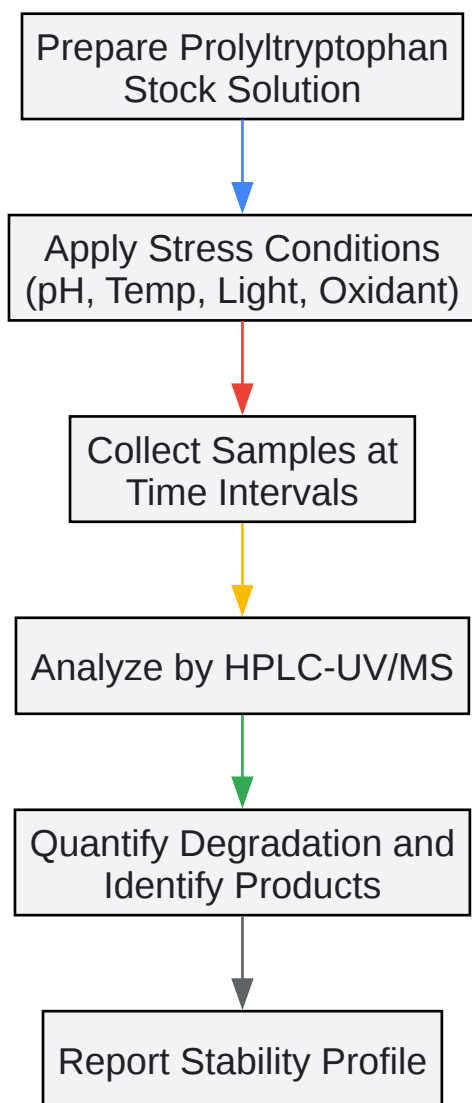 Prepare Prolyltryptophan
Stock Solution
Apply Stress Conditions
(pH, Temp, Light, Oxidant)
Collect Samples at
Time Intervals
Analyze by HPLC-UV/MS
Quantify Degradation and
Identify Products
Report Stability Profile